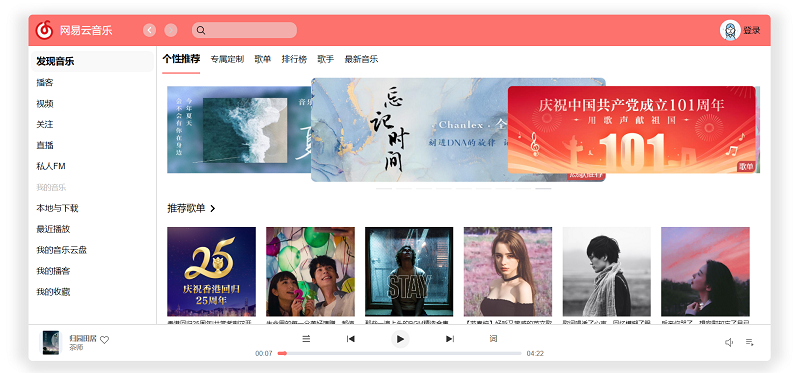 网易云音乐
登录
发现音乐
播客
视频
关注
直播
私人FM
我的音乐
本地与下载
最近播放
我的音乐云盘
我的播客
我的收藏
个性推荐 专属定制 歌单 排行榜 歌手 最新音乐
今年夏天
会不会有你在身边
忘记时间
Chanlex
刻进DNA的旋律
热歌推荐
庆祝中国共产党成立101周年
用歌声献祖国
101
歌单
推荐歌单
25
庆祝香港回归
25周年
STAY
归园田居
茶师
词
00:07
04:22